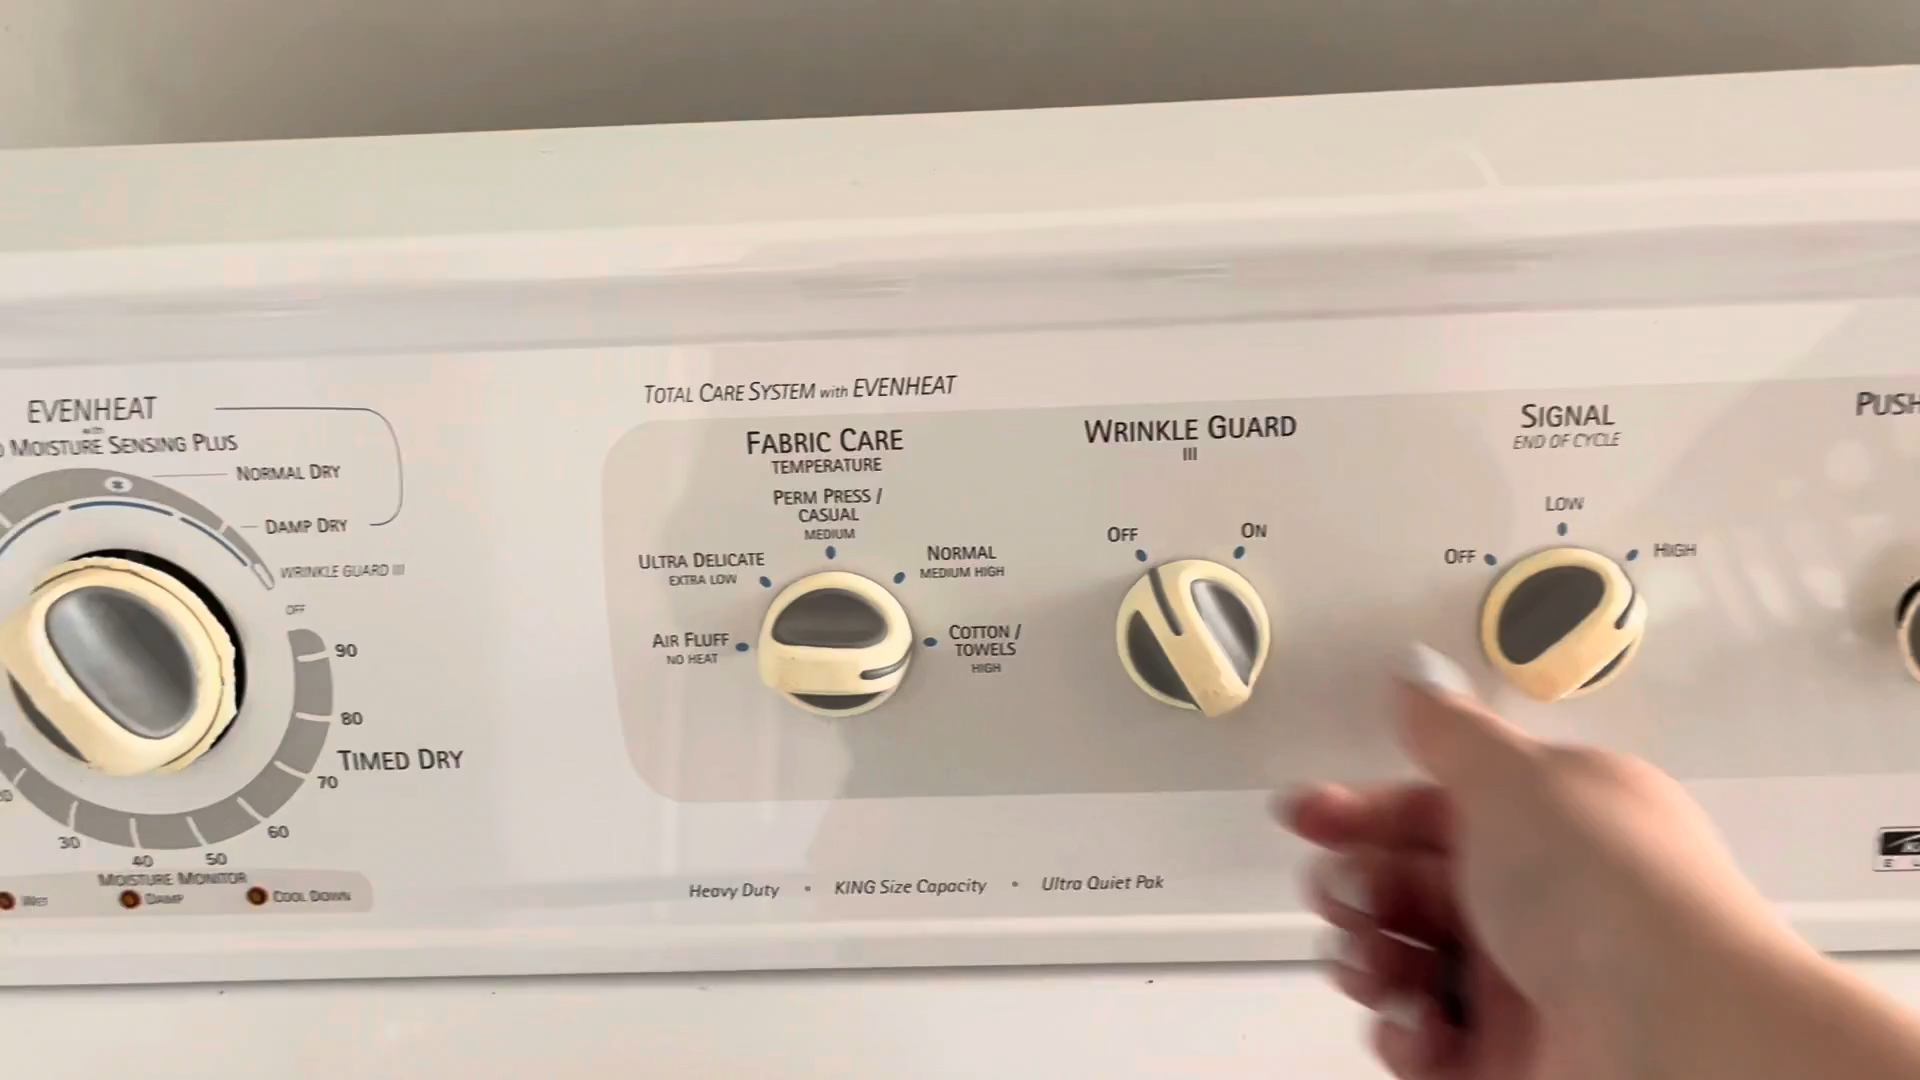 EVENHEAT
with
MOISTURE SENSING PLUS
NORMAL DRY
DAMP DRY
WRINKLE GUARD III
OFF
90
80
TIMED DRY
70
60
50
40
30
MOISTURE MONITOR
WET
DAMP
COOL DOWN
TOTAL CARE SYSTEM with EVENHEAT
FABRIC CARE
TEMPERATURE
PERM PRESS /
CASUAL
MEDIUM
ULTRA DELICATE
EXTRA LOW
NORMAL
MEDIUM HIGH
AIR FLUFF
NO HEAT
COTTON /
TOWELS
HIGH
WRINKLE GUARD
III
OFF
ON
SIGNAL
END OF CYCLE
LOW
OFF
HIGH
PUSH
Heavy Duty • KING Size Capacity • Ultra Quiet Pak